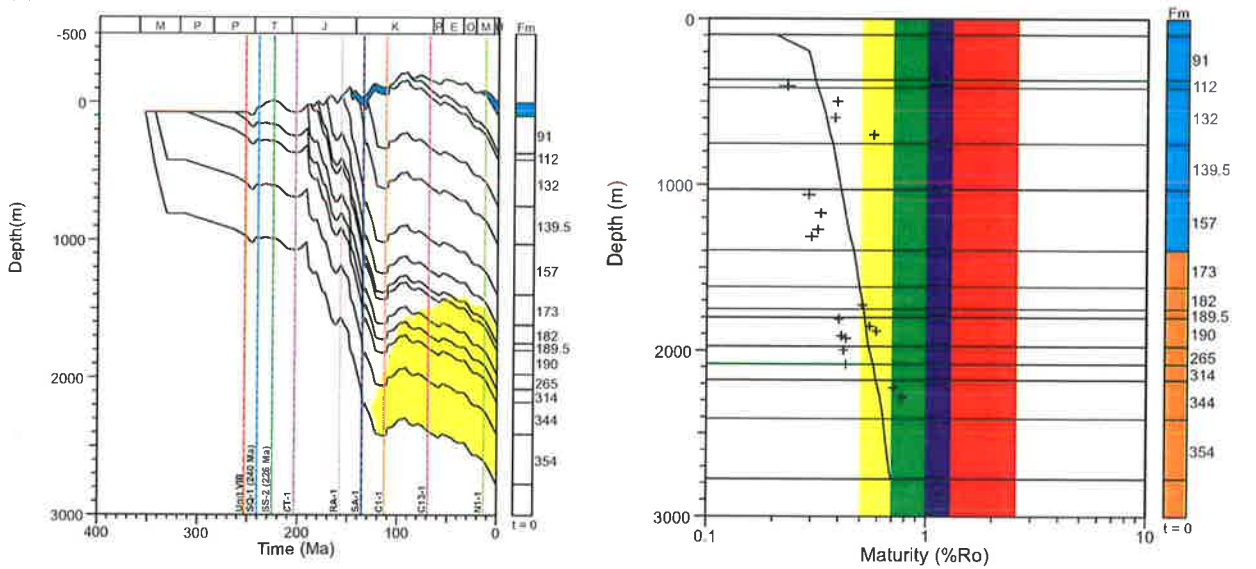 M P P T J K P E O M
Fm
-500
0
1000
2000
3000
Depth(m)
91
112
132
139.5
157
173
182
189.5
190
265
314
344
354
Unit VIII
SQ-1 (240 Ma)
SS-2 (226 Ma)
CT-1
RA-1
SA-1
C1-1
C13-1
N1-1
400 300 200 100 0
t = 0
Time (Ma)
Fm
0
1000
2000
3000
Depth (m)
91
112
132
139.5
157
173
182
189.5
190
265
314
344
354
0.1 1 10
t = 0
Maturity (%Ro)